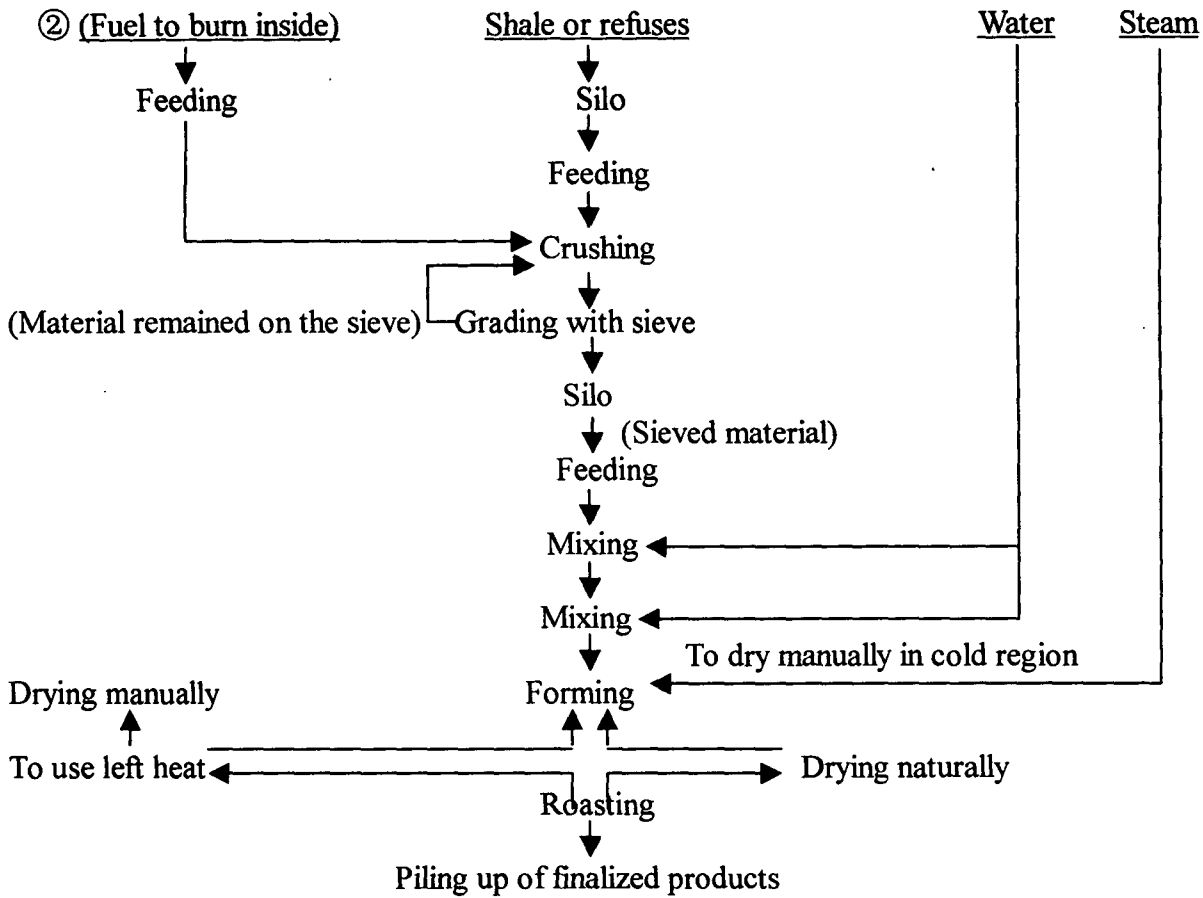 ② (Fuel to burn inside) Shale or refuses Water Steam
Feeding
Silo
Feeding
Crushing
(Material remained on the sieve) Grading with sieve
Silo
(Sieved material)
Feeding
Mixing
Mixing
To dry manually in cold region
Drying manually Forming
To use left heat Drying naturally
Roasting
Piling up of finalized products